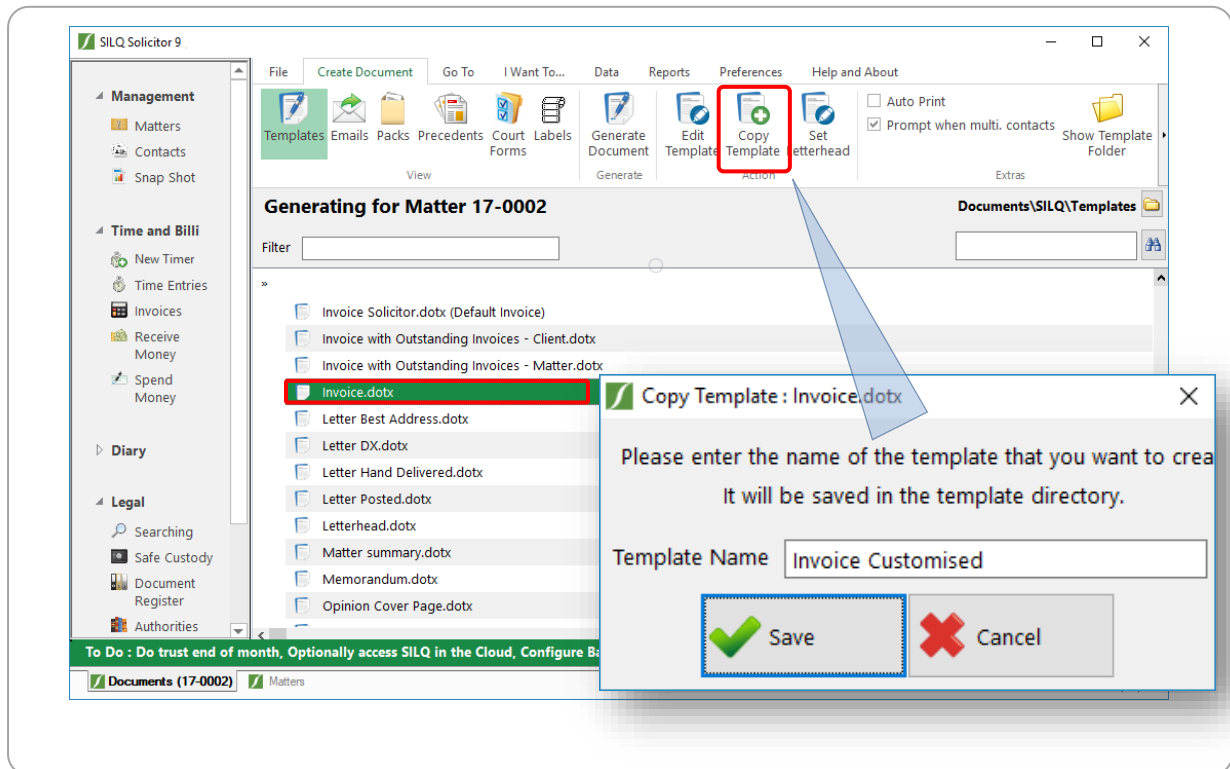 SILQ Solicitor 9
File Create Document Go To I Want To... Data Reports Preferences Help and About
Management
Matters
Contacts
Snap Shot
Time and Billi
New Timer
Time Entries
Invoices
Receive
Money
Spend
Money
Diary
Legal
Searching
Safe Custody
Document
Register
Authorities
Templates Emails Packs Precedents Court
Forms Labels
Generate
Document
Edit
Template
Copy
Template
Set
Letterhead
Auto Print
Prompt when multi. contacts
Show Template
Folder
View Generate Action Extras
Generating for Matter 17-0002
Documents\SILQ\Templates
Filter
»
Invoice Solicitor.dotx (Default Invoice)
Invoice with Outstanding Invoices - Client.dotx
Invoice with Outstanding Invoices - Matter.dotx
Invoice.dotx
Letter Best Address.dotx
Letter DX.dotx
Letter Hand Delivered.dotx
Letter Posted.dotx
Letterhead.dotx
Matter summary.dotx
Memorandum.dotx
Opinion Cover Page.dotx
Copy Template : Invoice.dotx
Please enter the name of the template that you want to crea
It will be saved in the template directory.
Template Name Invoice Customised
Save Cancel
To Do : Do trust end of month, Optionally access SILQ in the Cloud, Configure Ba
Documents (17-0002) Matters